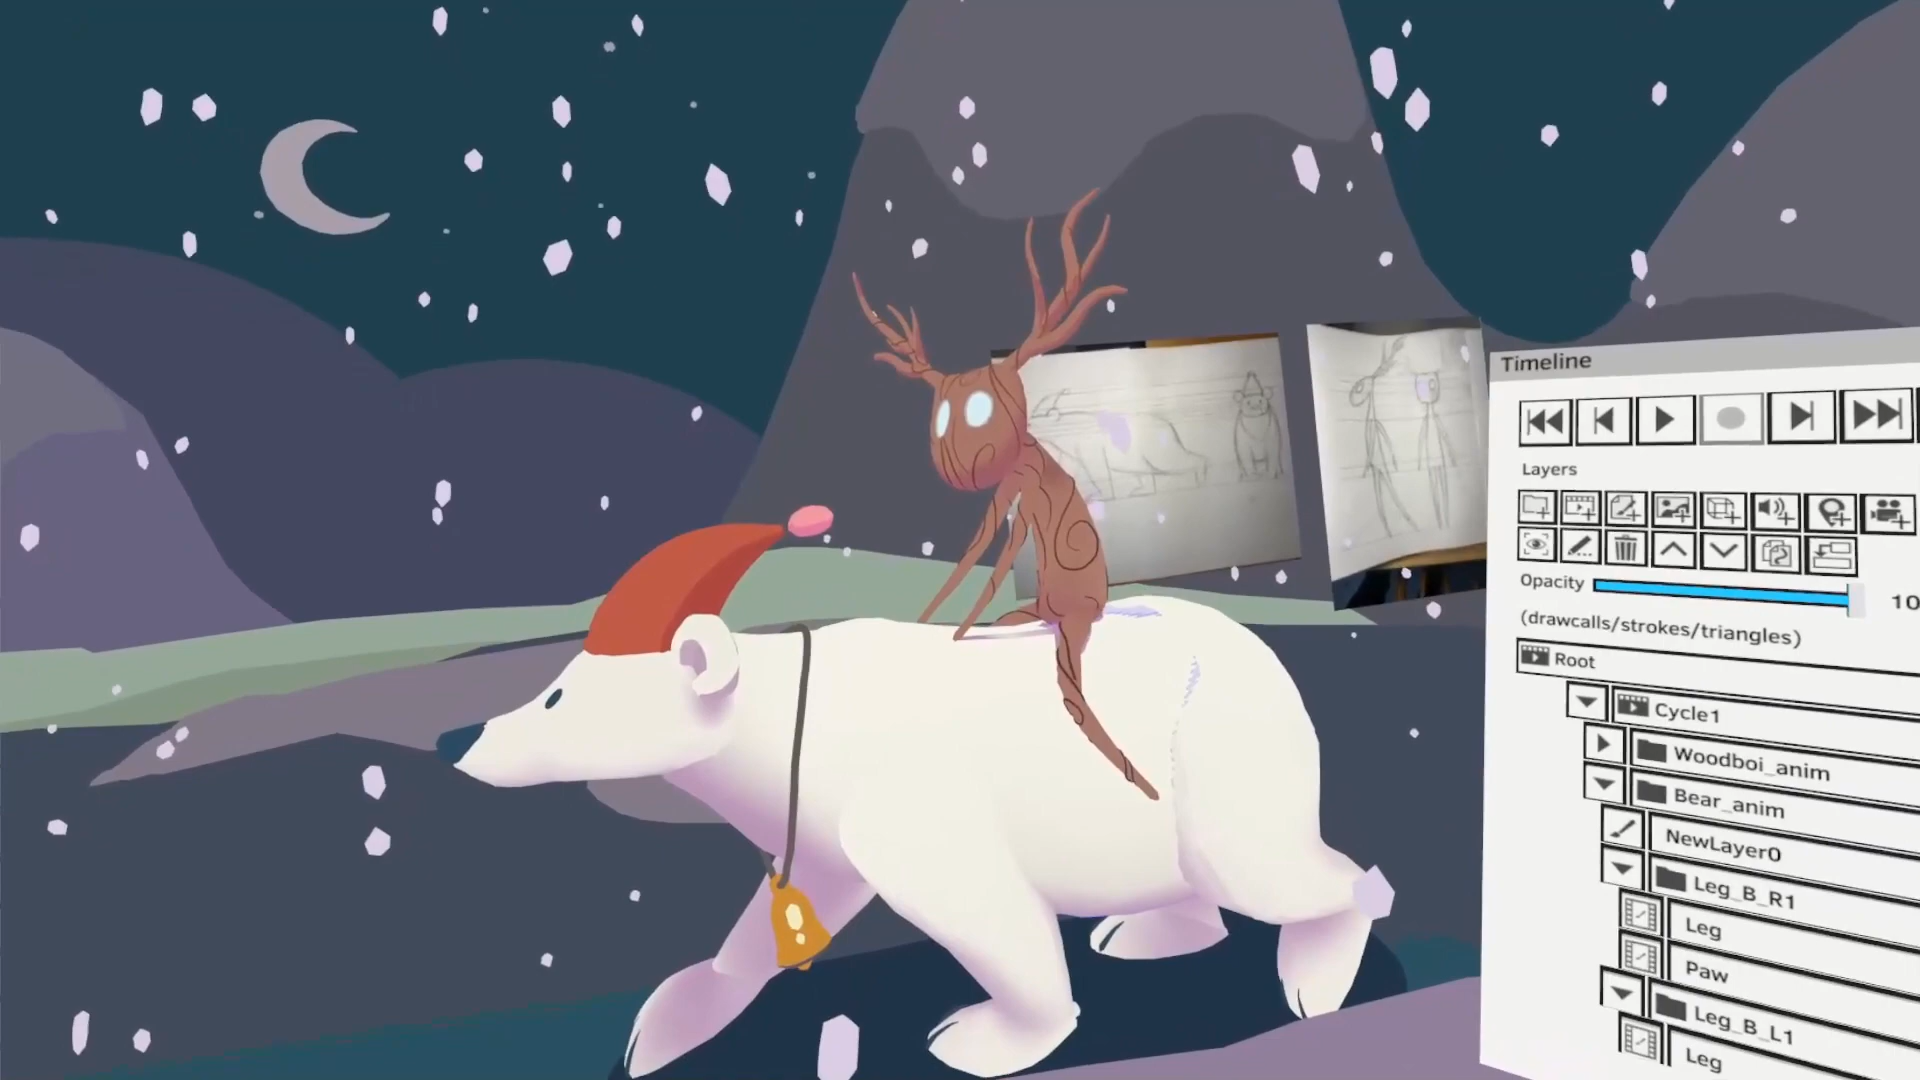 Timeline
Layers
Opacity 10
(drawcalls/strokes/triangles)
Root
Cycle1
Woodboi_anim
Bear_anim
NewLayer0
Leg_B_R1
Leg
Paw
Leg_B_L1
Leg